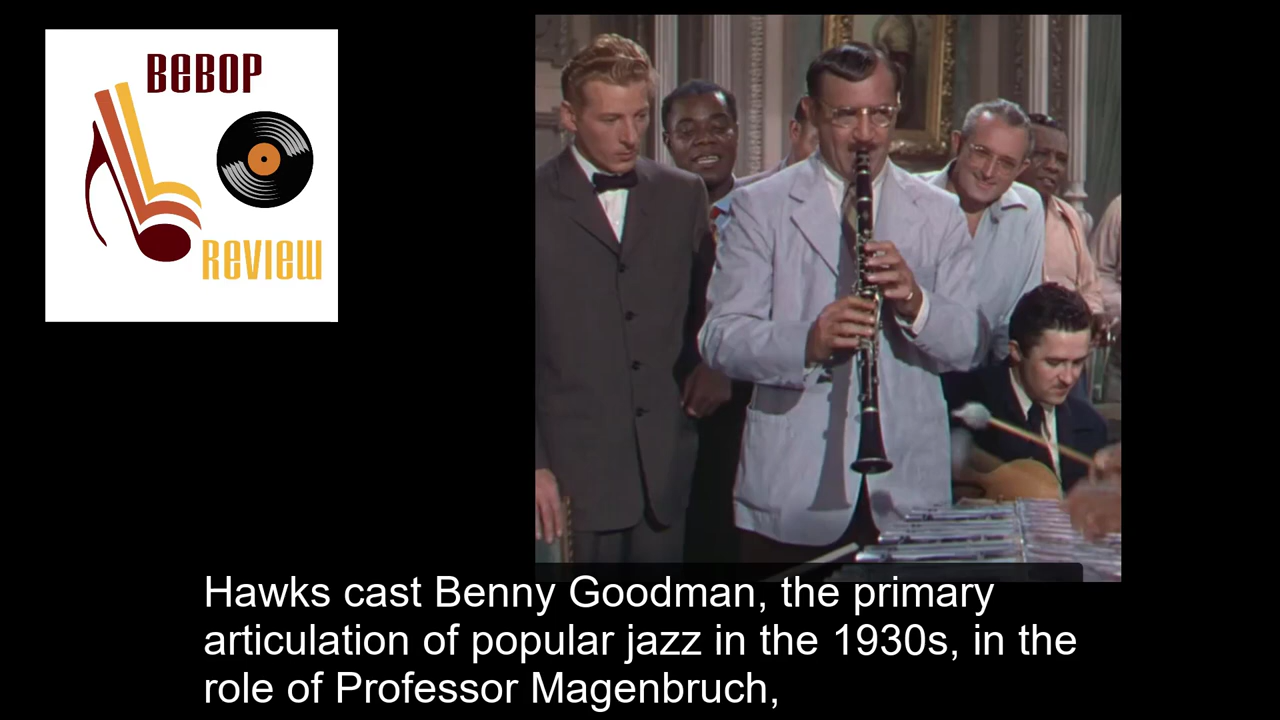 BEBOP
REVIEW
Hawks cast Benny Goodman, the primary
articulation of popular jazz in the 1930s, in the
role of Professor Magenbruch,